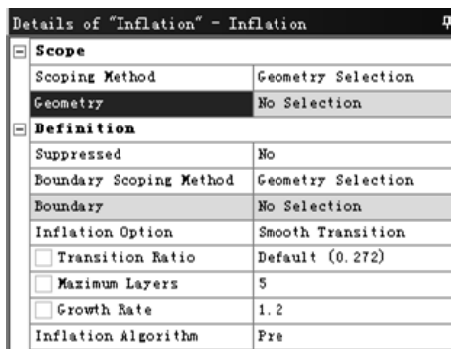 Details of "Inflation" - Inflation
Scope
Scoping Method Geometry Selection
Geometry No Selection
Definition
Suppressed No
Boundary Scoping Method Geometry Selection
Boundary No Selection
Inflation Option Smooth Transition
Transition Ratio Default (0.272)
Maximum Layers 5
Growth Rate 1.2
Inflation Algorithm Pre